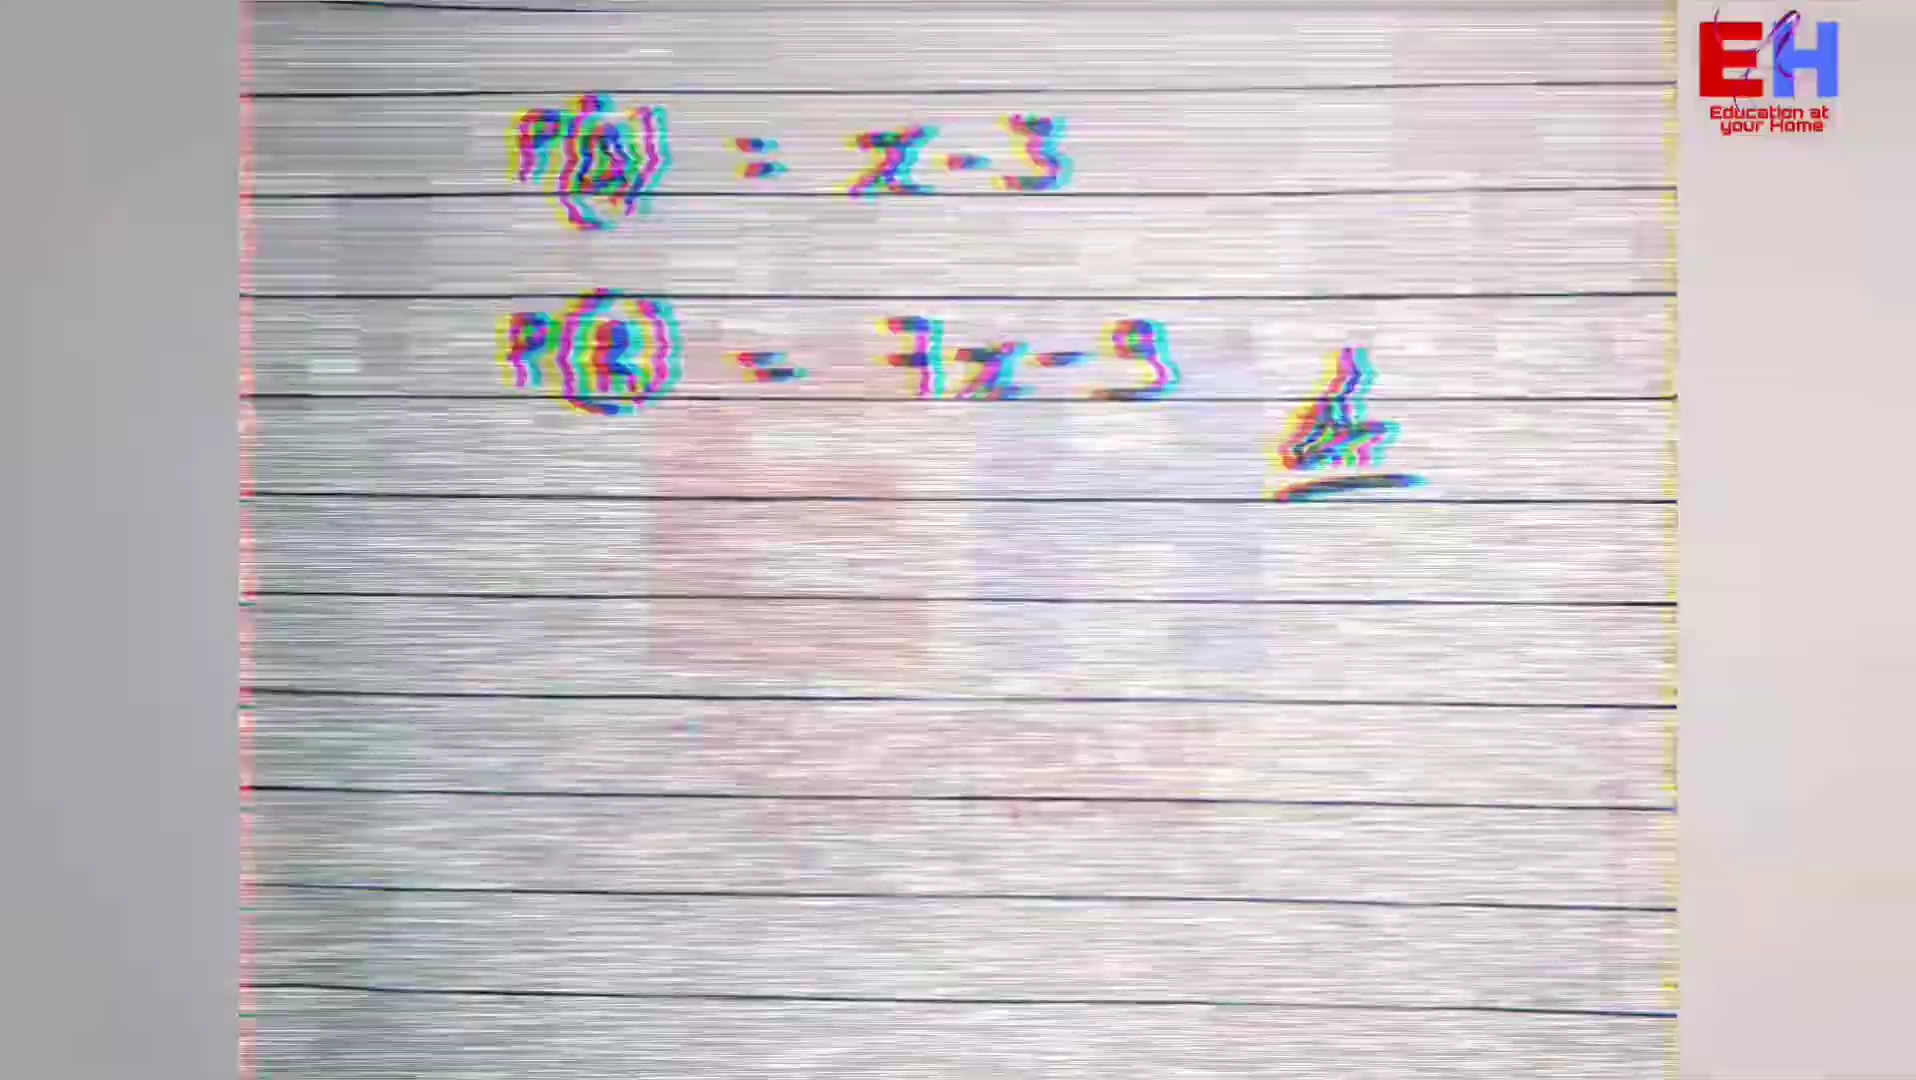 = x - 3
P(R) = 7x - 9
EH
Education at
your Home